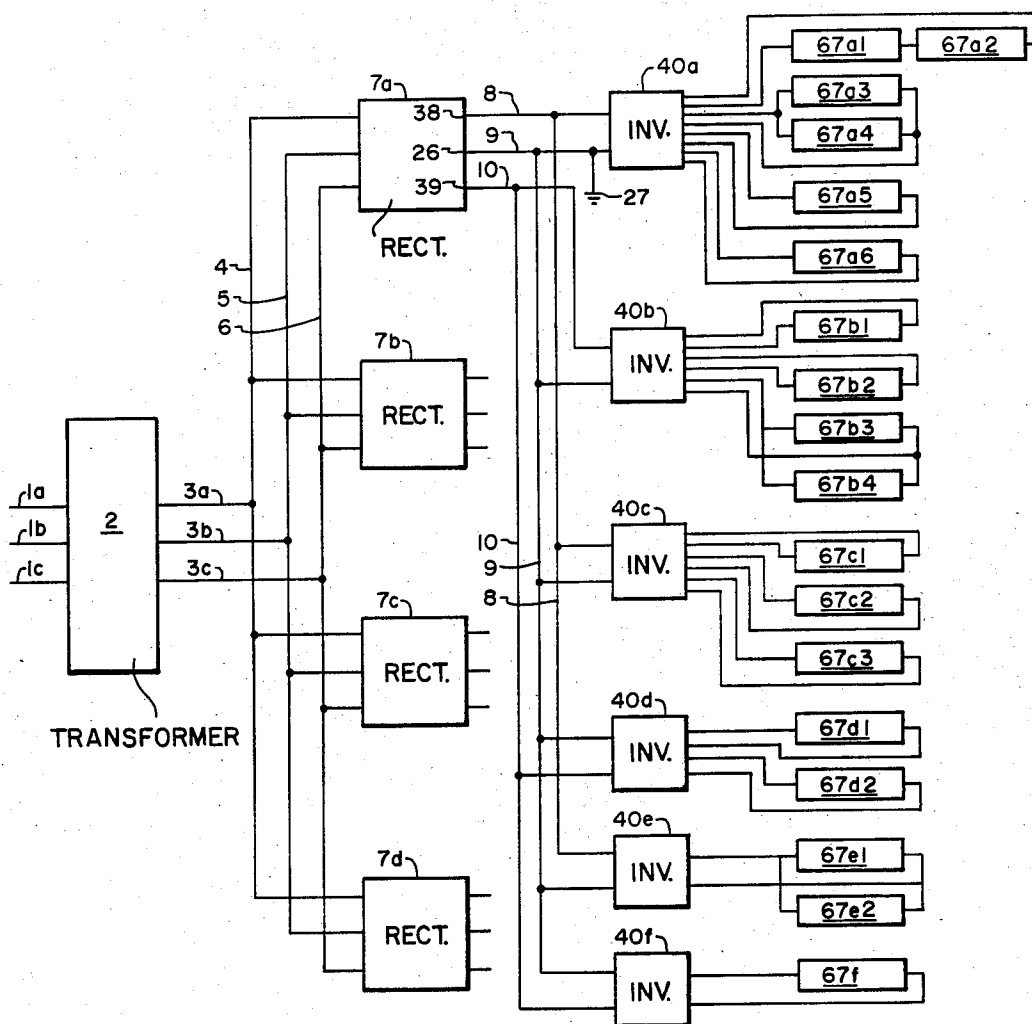 67a1
67a2
40a
7a
8
67a3
38
INV.
67a4
26
9
39
10
27
67a5
RECT.
67a6
4
5
6
40b
67b1
7b
INV.
67b2
RECT.
67b3
67b4
1a
3a
2
40c
1b
3b
10
67c1
1c
3c
9
INV.
67c2
8
7c
67c3
RECT.
40d
67d1
TRANSFORMER
INV.
67d2
40e
7d
67e1
INV.
67e2
RECT.
40f
67f
INV.